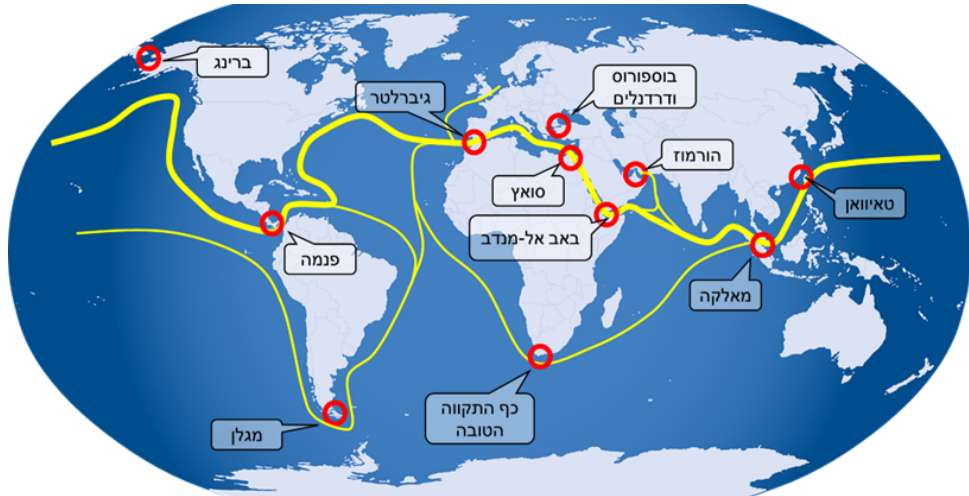 ברינג
בוספורוס
ודרדנלים
גיברלטר
הורמוז
סואץ
טאיוואן
באב אל-מנדב
פנמה
מאלקה
כף התקווה
הטובה
מגלן